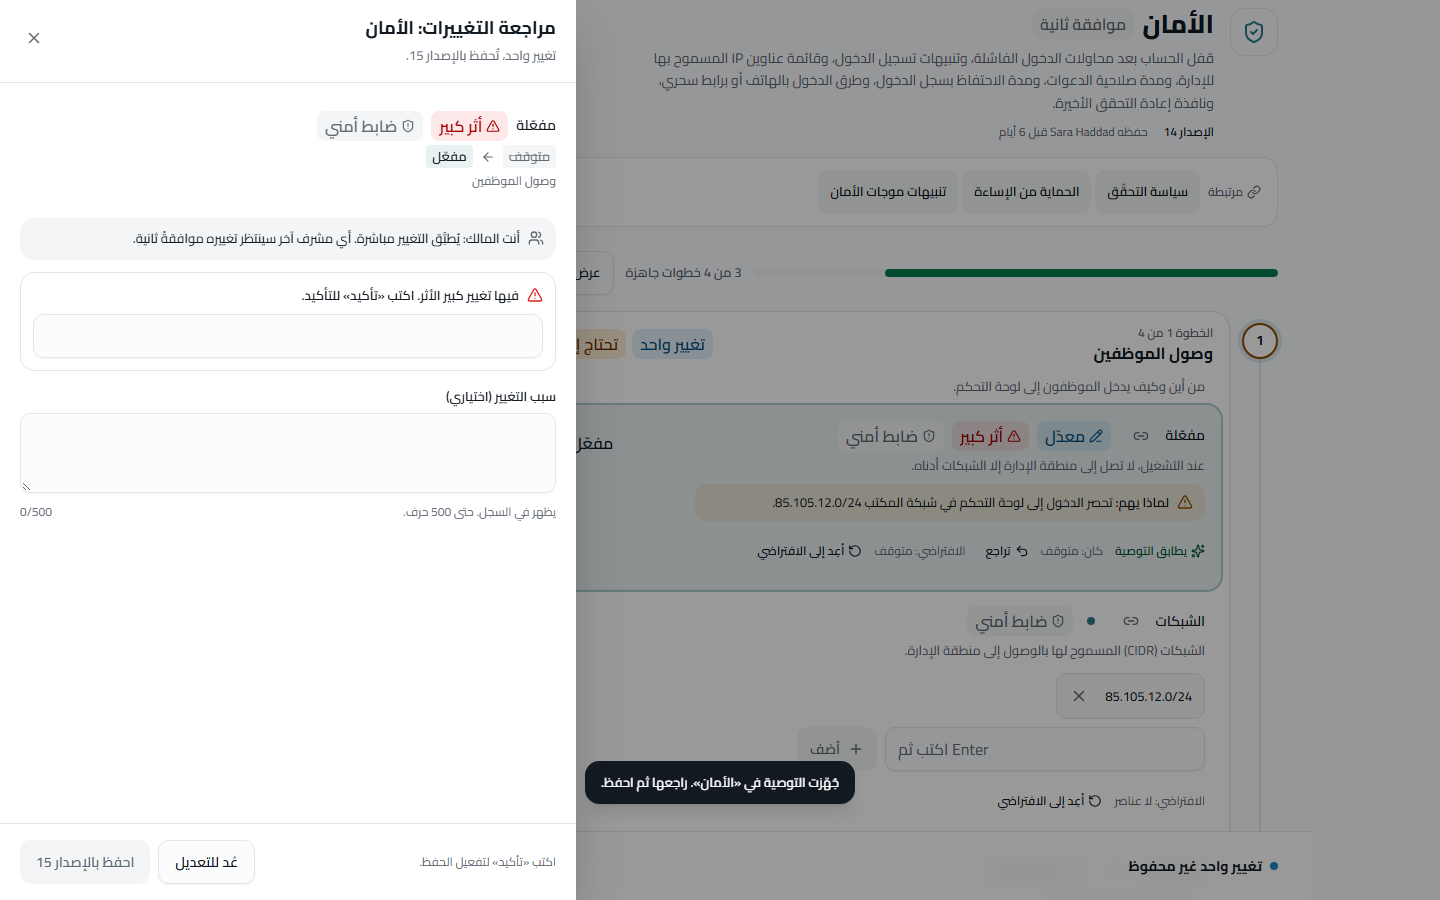 مراجعة التغييرات: الأمان
تغيير واحد، تُحفظ بالإصدار 15.
مفعّلة
أثر كبير
ضابط أمني
متوقف ← مفعّل
وصول الموظفين
أنت المالك: يُطبَّق التغيير مباشرة. أي مشرف آخر سينتظر تغييره موافقةً ثانية.
فيها تغيير كبير الأثر. اكتب «تأكيد» للتأكيد.
سبب التغيير (اختياري)
يظهر في السجل. حتى 500 حرف.
0/500
اكتب «تأكيد» لتفعيل الحفظ.
عُد للتعديل
احفظ بالإصدار 15
الأمان
موافقة ثانية
قفل الحساب بعد محاولات الدخول الفاشلة، وتنبيهات تسجيل الدخول، وقائمة عناوين IP المسموح بها
للإدارة، ومدة صلاحية الدعوات، ومدة الاحتفاظ بسجل الدخول، وطرق الدخول بالهاتف أو برابط سحري،
ونافذة إعادة التحقق الأخيرة.
الإصدار 14
حفظه Sara Haddad قبل 6 أيام
مرتبطة
سياسة التحقّق
الحماية من الإساءة
تنبيهات موجات الأمان
3 من 4 خطوات جاهزة
عرض
1
الخطوة 1 من 4
وصول الموظفين
تغيير واحد
تحتاج
من أين وكيف يدخل الموظفون إلى لوحة التحكم.
مفعّلة
معدّل
أثر كبير
ضابط أمني
مفعّل
عند التشغيل، لا تصل إلى منطقة الإدارة إلا الشبكات أدناه.
لماذا يهم: تحصر الدخول إلى لوحة التحكم في شبكة المكتب 85.105.12.0/24.
يطابق التوصية
كان: متوقف
تراجع
الافتراضي: متوقف
أعِد إلى الافتراضي
الشبكات
ضابط أمني
الشبكات (CIDR) المسموح لها بالوصول إلى منطقة الإدارة.
85.105.12.0/24
اكتب ثم Enter
أضف
جُهّزت التوصية في «الأمان». راجعها ثم احفظ.
الافتراضي: لا عناصر
أعِد إلى الافتراضي
تغيير واحد غير محفوظ